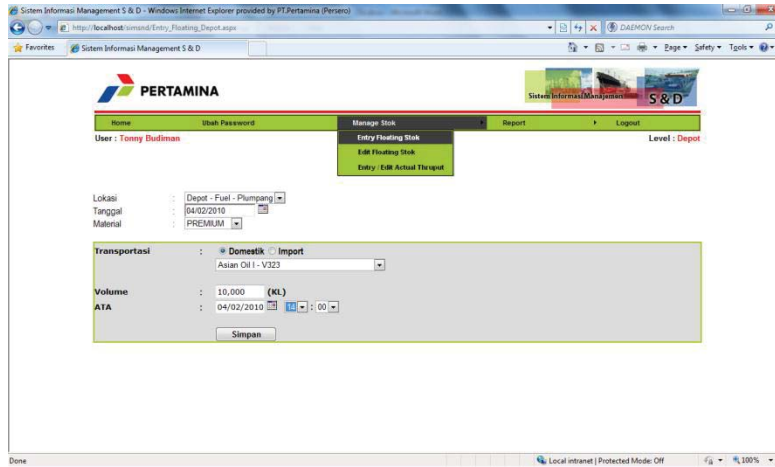 Sistem Informasi Management S & D - Windows Internet Explorer provided by PT.Pertamina (Persero)
http://localhost/simsnd/Entry_Floating_Depot.aspx
DAEMON Search
Favorites Sistem Informasi Management S & D Page Safety Tools
PERTAMINA
Sistem Informasi Manajemen S & D
Home Ubah Password Manage Stok Report Logout
User : Tonny Budiman Entry Floating Stok Level : Depot
Edit Floating Stok
Entry / Edit Actual Thruput
Lokasi : Depot - Fuel - Plumpang
Tanggal : 04/02/2010
Material : PREMIUM
Transportasi : Domestik Import
Asian Oil I - V323
Volume : 10,000 (KL)
ATA : 04/02/2010 14 : 00
Simpan
Done Local intranet | Protected Mode: Off 100%